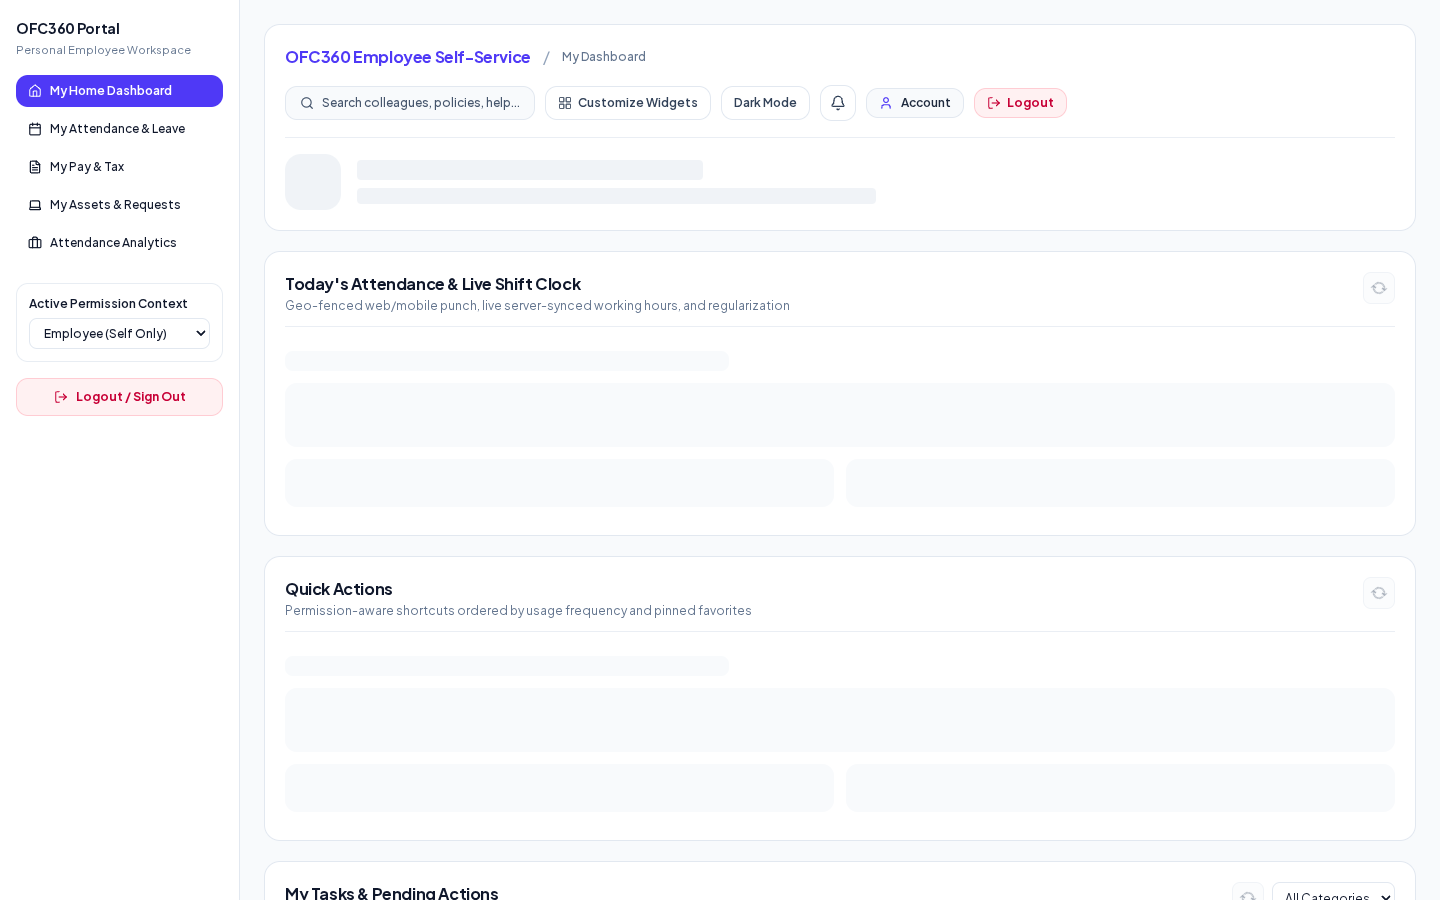 OFC360 Portal
Personal Employee Workspace
My Home Dashboard
My Attendance & Leave
My Pay & Tax
My Assets & Requests
Attendance Analytics
Active Permission Context
Employee (Self Only)
Logout / Sign Out
OFC360 Employee Self-Service / My Dashboard
Search colleagues, policies, help... Customize Widgets Dark Mode Account Logout
Today's Attendance & Live Shift Clock
Geo-fenced web/mobile punch, live server-synced working hours, and regularization
Quick Actions
Permission-aware shortcuts ordered by usage frequency and pinned favorites
My Tasks & Pending Actions
All Categories